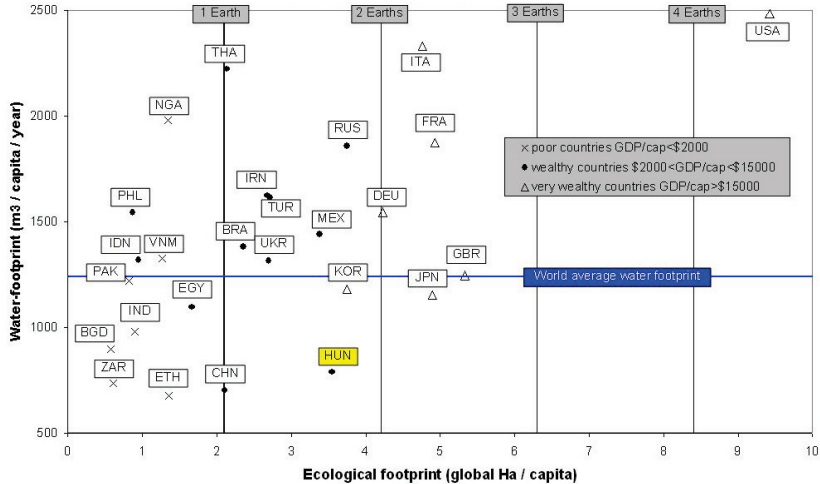 1 Earth
2 Earths
3 Earths
4 Earths
2500
2000
1500
1000
500
Water-footprint (m3 / capita / year)
THA
ITA
USA
NGA
RUS
FRA
× poor countries GDP/cap<$2000
● wealthy countries $2000<GDP/cap<$15000
△ very wealthy countries GDP/cap>$15000
IRN
PHL
TUR
DEU
MEX
BRA
UKR
IDN
VNM
GBR
PAK
KOR
JPN
World average water footprint
EGY
IND
BGD
HUN
ZAR
ETH
CHN
0 1 2 3 4 5 6 7 8 9 10
Ecological footprint (global Ha / capita)